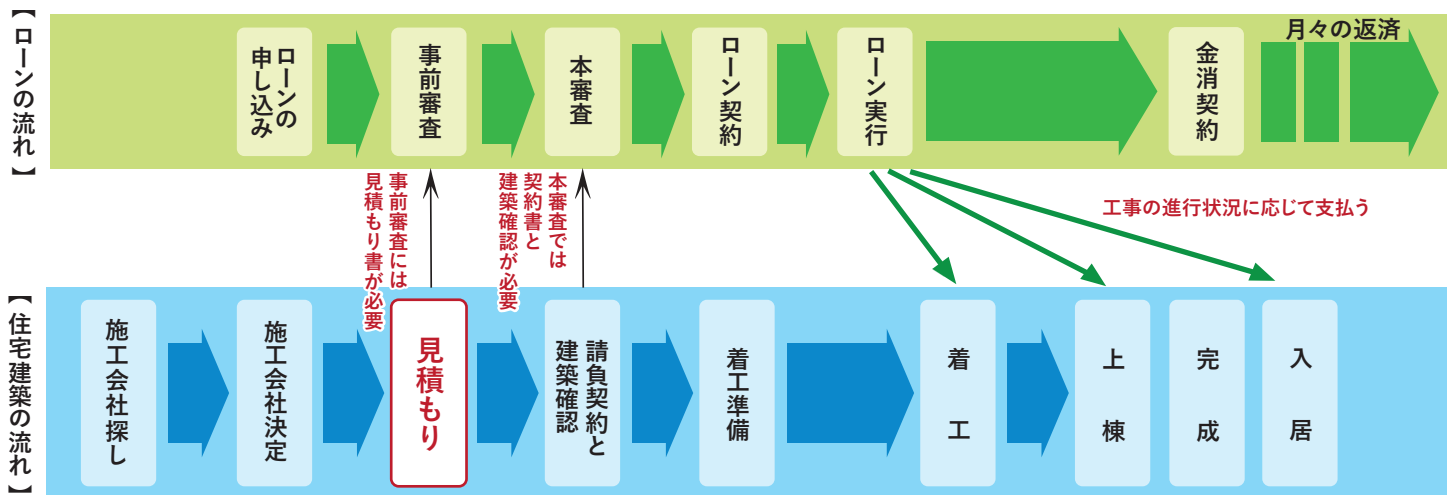 【ローンの流れ】
ローンの
申し込み
事前審査
本審査
ローン契約
ローン実行
金消契約
月々の返済
事前審査には
見積もり書が必要
本審査では
契約書と
建築確認が必要
工事の進行状況に応じて支払う
【住宅建築の流れ】
施工会社探し
施工会社決定
見積もり
請負契約と
建築確認
着工準備
着工
上棟
完成
入居